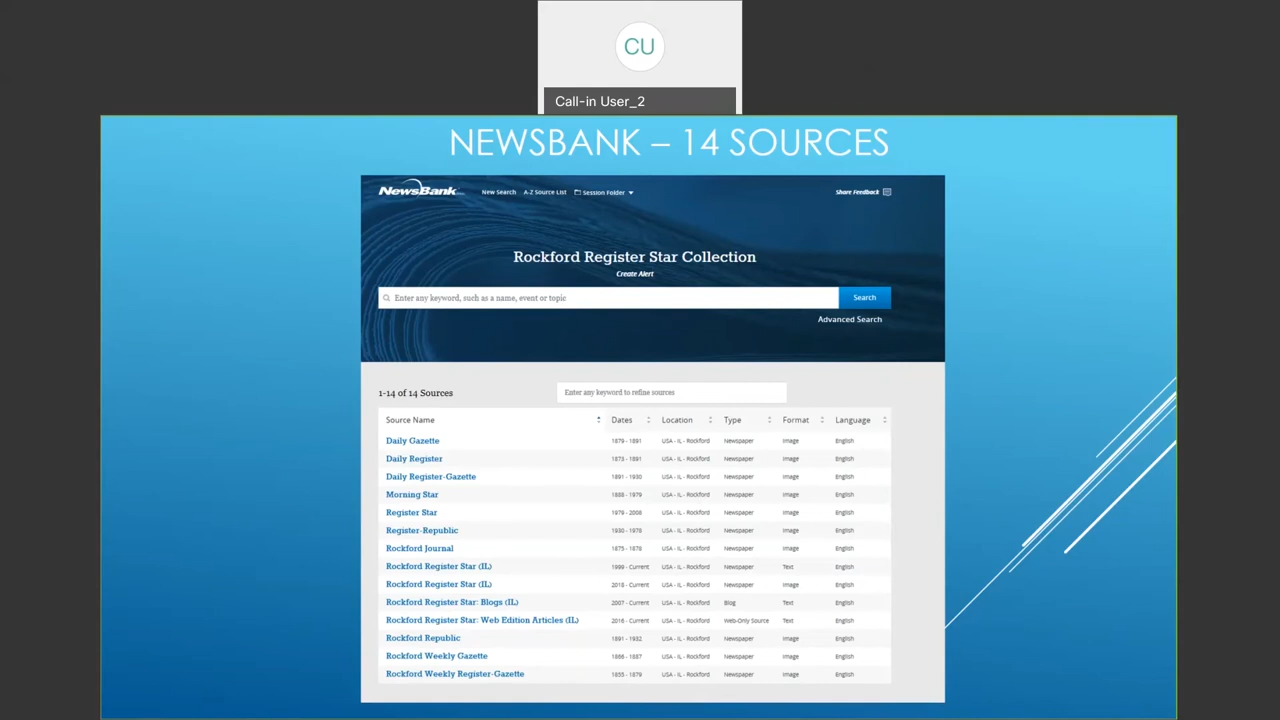 CU
Call-in User_2
NEWSBANK – 14 SOURCES
NewsBank New Search A-Z Source List Session Folder Share Feedback
Rockford Register Star Collection
Create Alert
Enter any keyword, such as a name, event or topic Search
Advanced Search
1-14 of 14 Sources Enter any keyword to refine sources
Source Name Dates Location Type Format Language
Daily Gazette 1879 - 1891 USA - IL - Rockford Newspaper Image English
Daily Register 1873 - 1891 USA - IL - Rockford Newspaper Image English
Daily Register-Gazette 1891 - 1930 USA - IL - Rockford Newspaper Image English
Morning Star 1888 - 1979 USA - IL - Rockford Newspaper Image English
Register Star 1979 - 2008 USA - IL - Rockford Newspaper Image English
Register-Republic 1930 - 1978 USA - IL - Rockford Newspaper Image English
Rockford Journal 1875 - 1878 USA - IL - Rockford Newspaper Image English
Rockford Register Star (IL) 1999 - Current USA - IL - Rockford Newspaper Text English
Rockford Register Star (IL) 2018 - Current USA - IL - Rockford Newspaper Image English
Rockford Register Star: Blogs (IL) 2007 - Current USA - IL - Rockford Blog Text English
Rockford Register Star: Web Edition Articles (IL) 2016 - Current USA - IL - Rockford Web-Only Source Text English
Rockford Republic 1891 - 1932 USA - IL - Rockford Newspaper Image English
Rockford Weekly Gazette 1866 - 1887 USA - IL - Rockford Newspaper Image English
Rockford Weekly Register-Gazette 1855 - 1879 USA - IL - Rockford Newspaper Image English